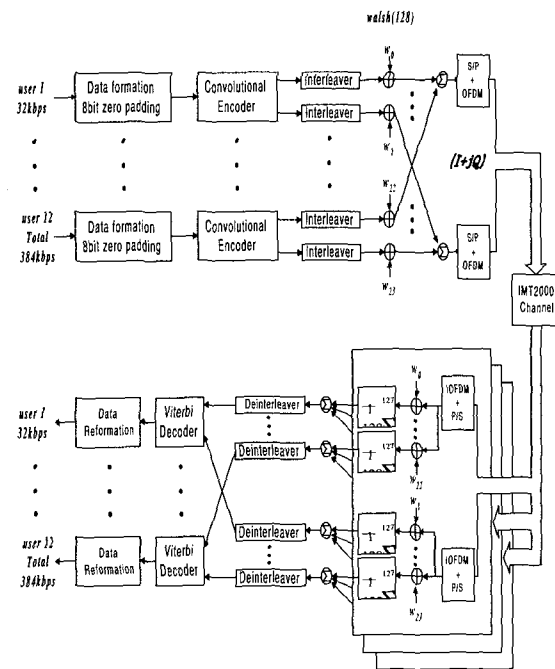 walsh(128)
W0
user 1
32kbps
Data formation
8bit zero padding
Convolutional
Encoder
Interleaver
Interleaver
W1
Σ
S/P
+
OFDM
(I+jQ)
user 12
Total
384kbps
Data formation
8bit zero padding
Convolutional
Encoder
W22
Interleaver
Interleaver
W23
Σ
S/P
+
OFDM
IMT2000
Channel
user 1
32kbps
Data
Reformation
Viterbi
Decoder
Deinterleaver
Deinterleaver
Σ
Σ
127
127
W0
W22
IOFDM
+
P/S
user 12
Total
384kbps
Data
Reformation
Viterbi
Decoder
Deinterleaver
Deinterleaver
Σ
Σ
127
127
W1
W23
IOFDM
+
P/S